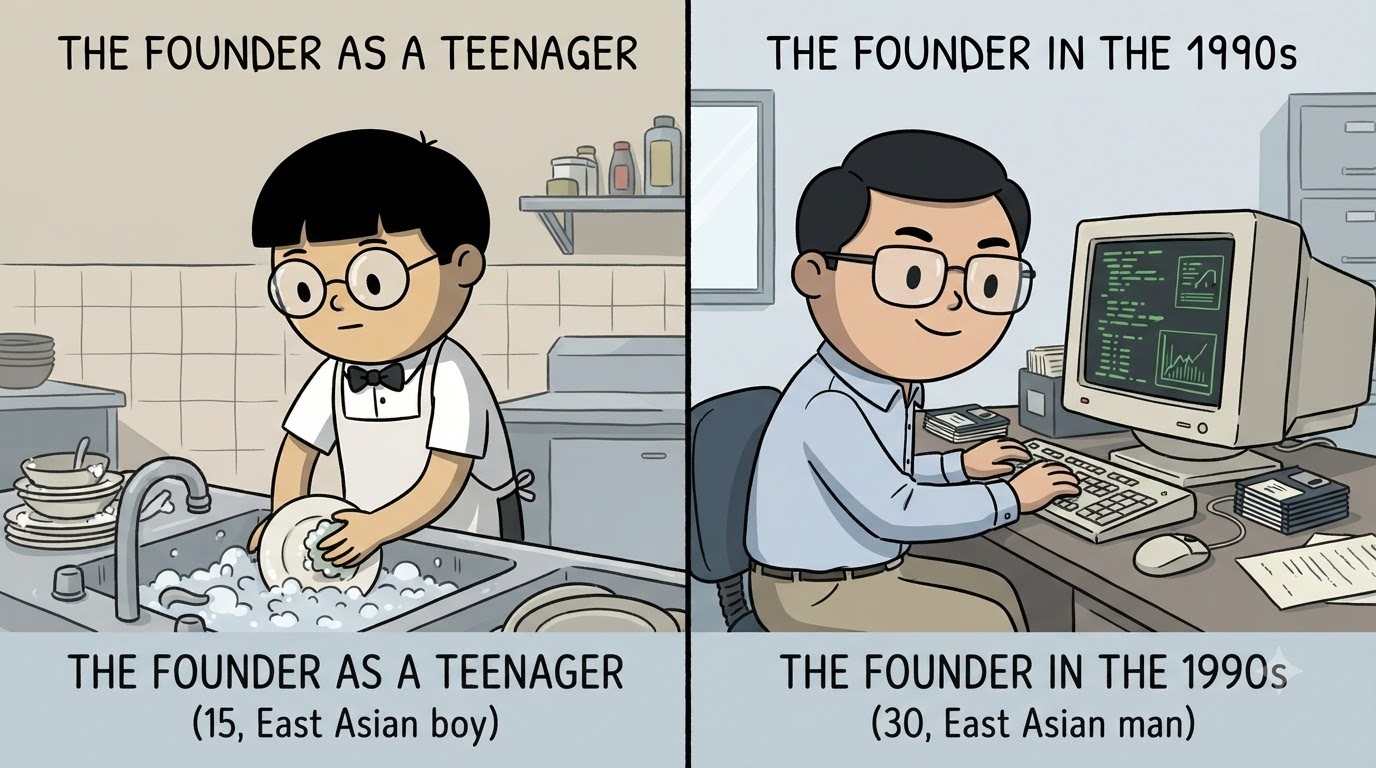 THE FOUNDER AS A TEENAGER
THE FOUNDER IN THE 1990s
THE FOUNDER AS A TEENAGER
(15, East Asian boy)
THE FOUNDER IN THE 1990s
(30, East Asian man)